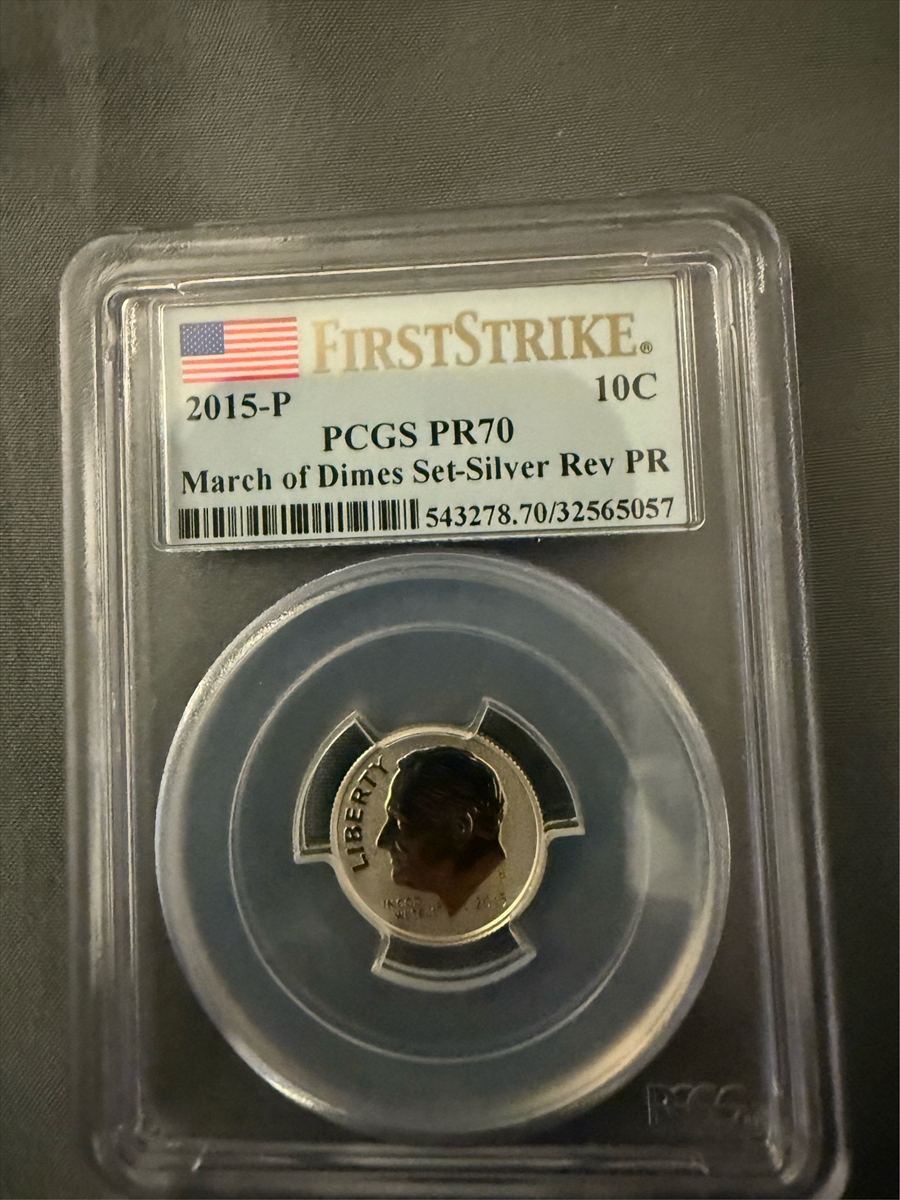 FIRSTSTRIKE®
2015-P 10C
PCGS PR70
March of Dimes Set-Silver Rev PR
543278.70/32565057
LIBERTY
IN GOD
WE
2015
PCGS